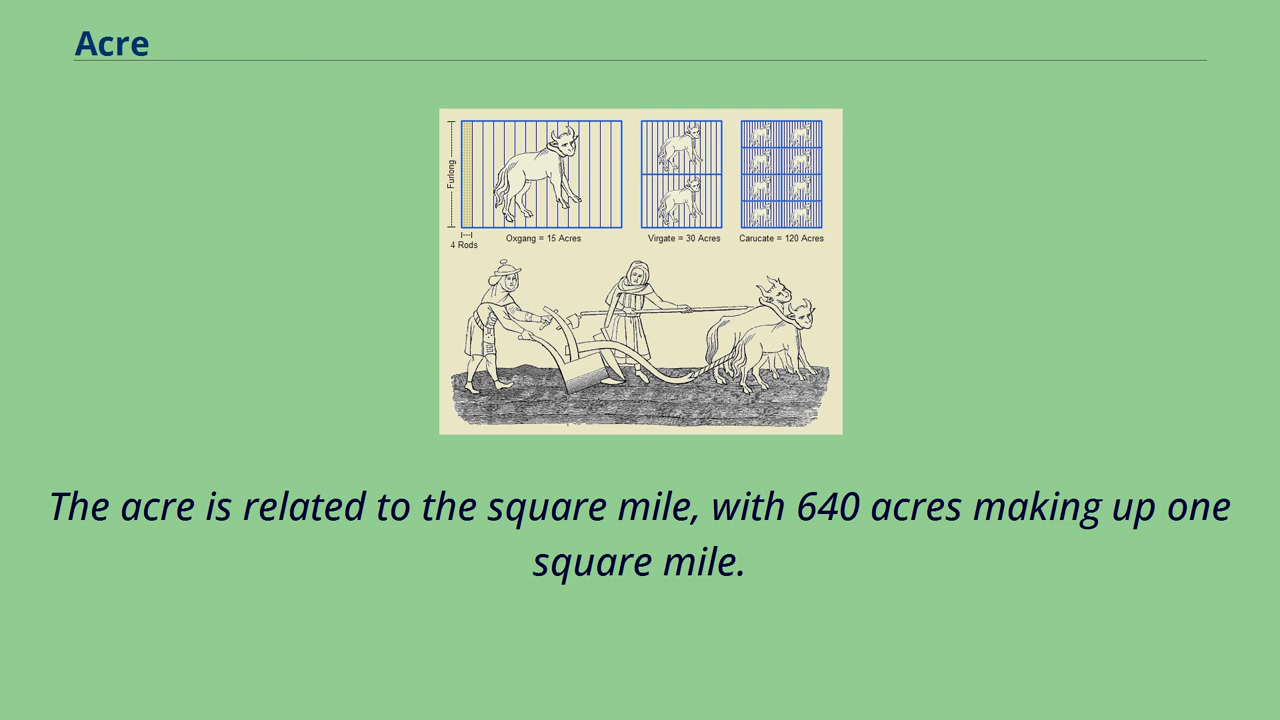 Acre
Furlong
4 Rods
Oxgang = 15 Acres
Virgate = 30 Acres
Carucate = 120 Acres
The acre is related to the square mile, with 640 acres making up one
square mile.